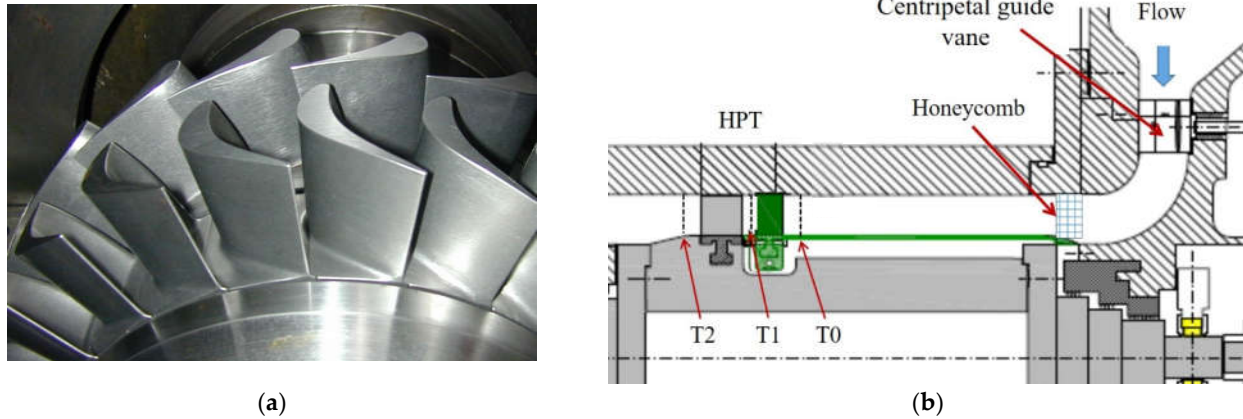 Centripetal guide
vane
Flow
Honeycomb
HPT
T2
T1
T0
(a)
(b)